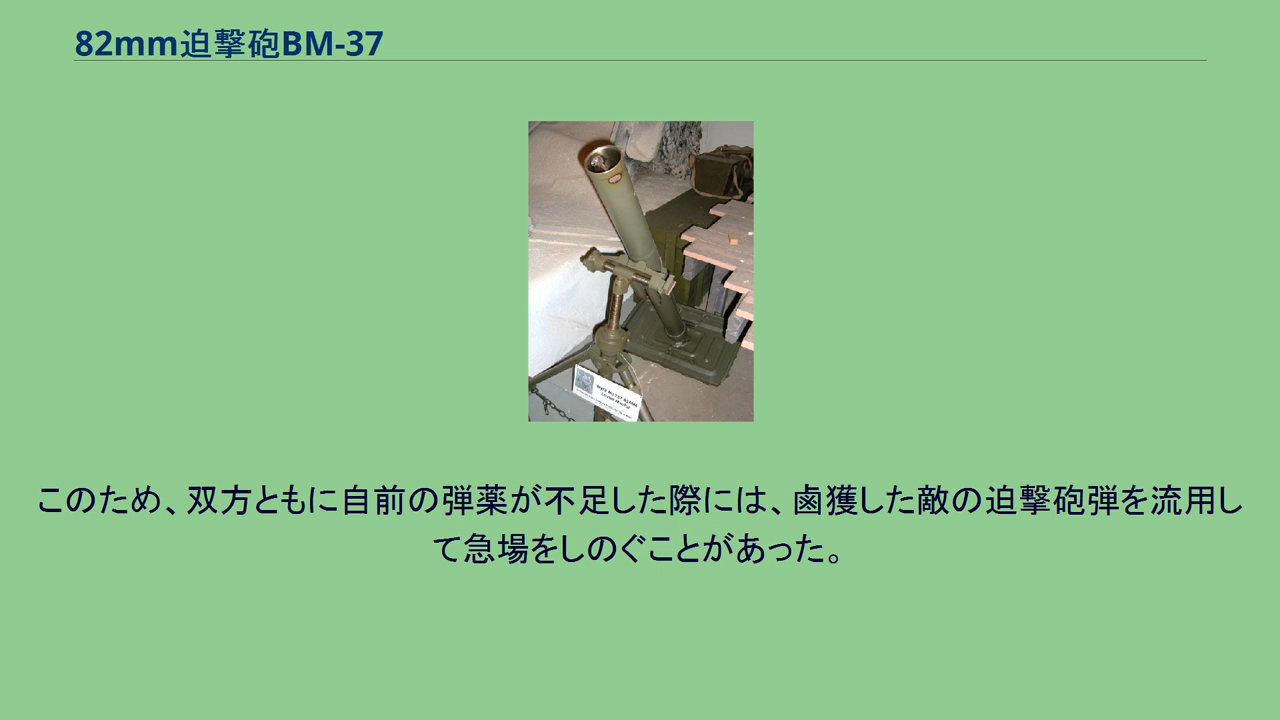 82mm迫撃砲BM-37
このため、双方ともに自前の弾薬が不足した際には、鹵獲した敵の迫撃砲弾を流用し
て急場をしのぐことがあった。